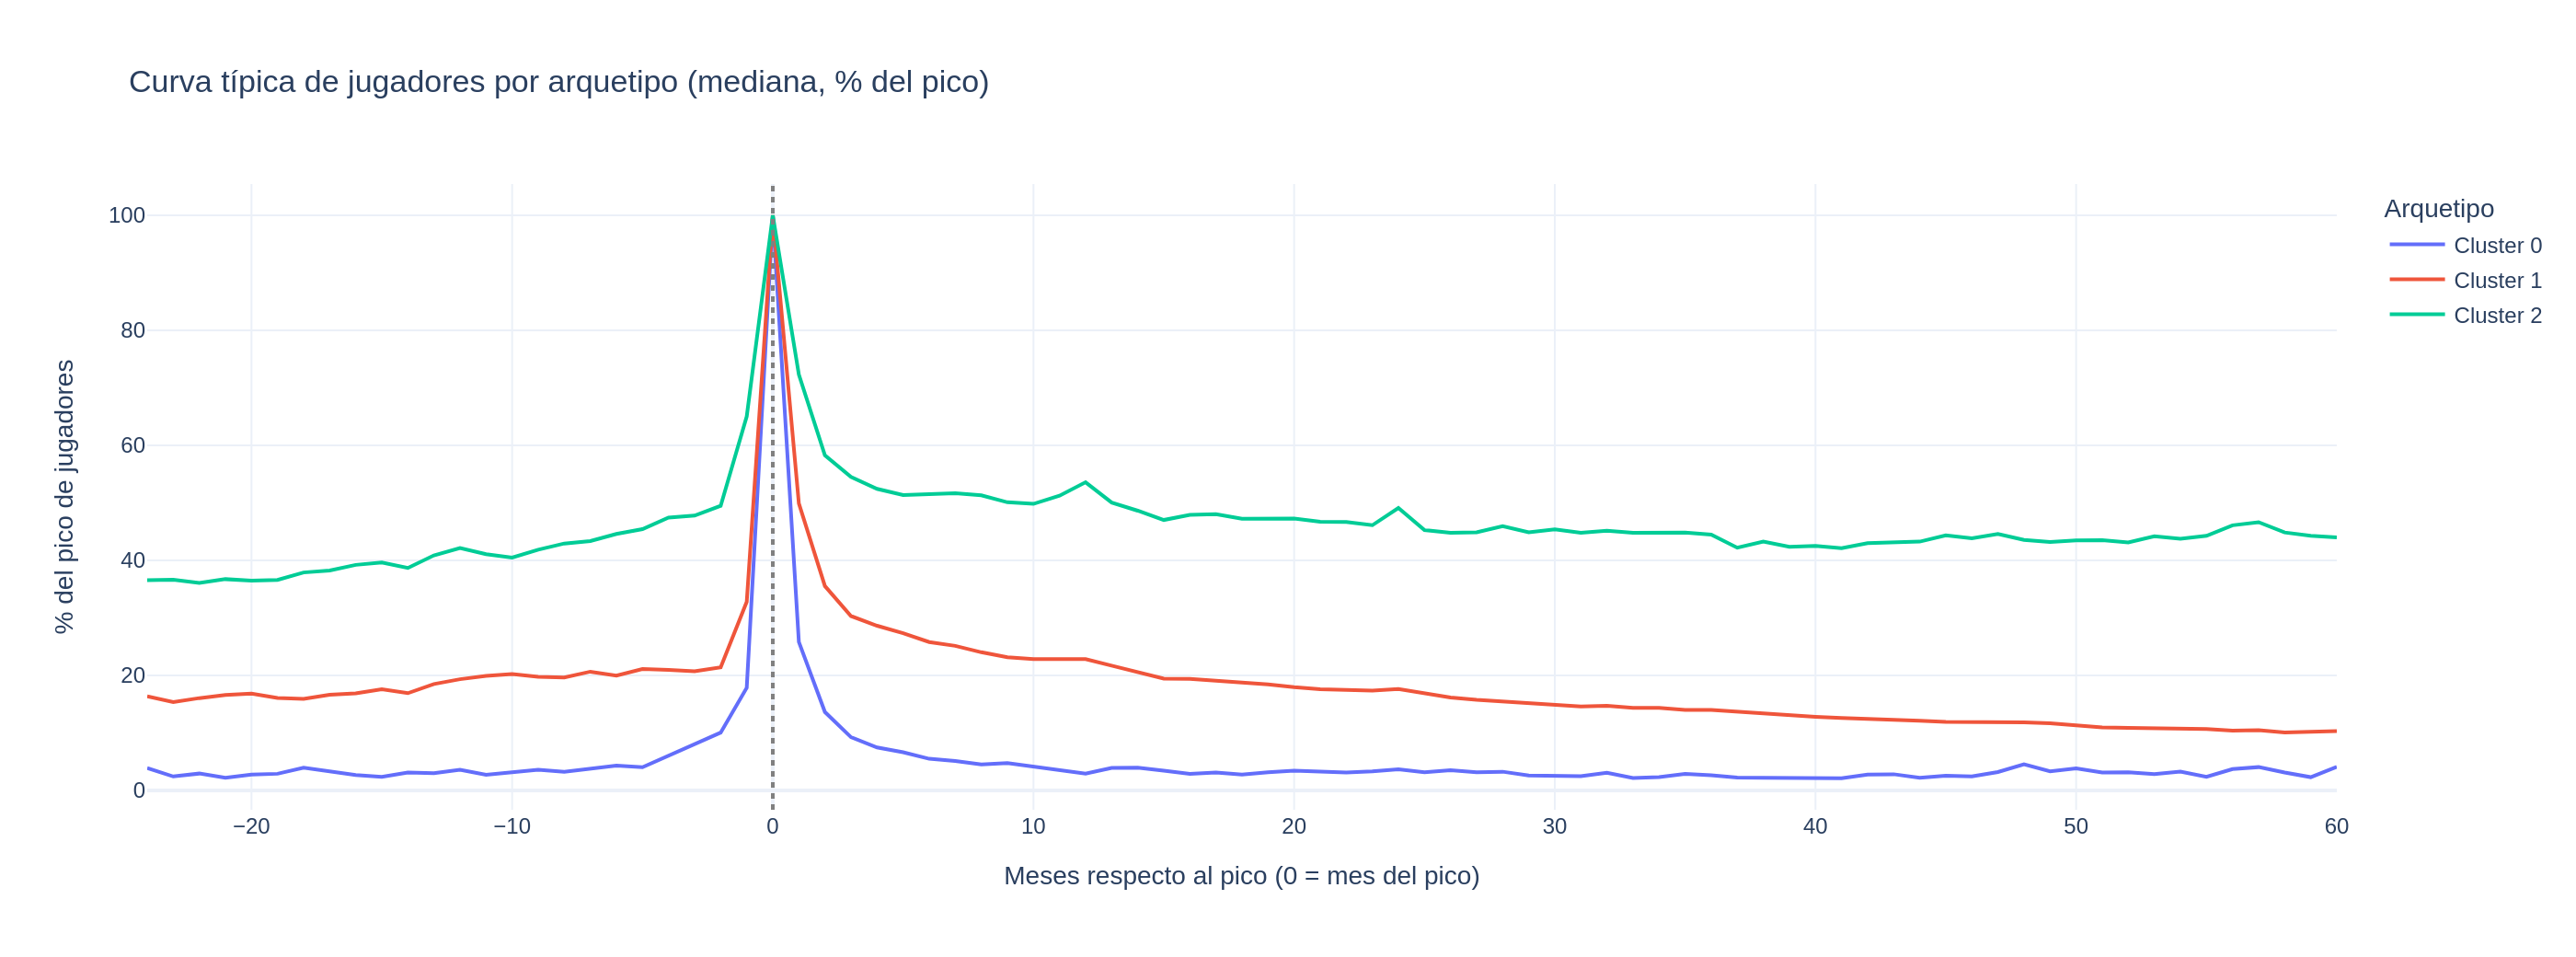 Curva típica de jugadores por arquetipo (mediana, % del pico)
Arquetipo
Cluster 0
Cluster 1
Cluster 2
% del pico de jugadores
100
80
60
40
20
0
−20
−10
0
10
20
30
40
50
60
Meses respecto al pico (0 = mes del pico)